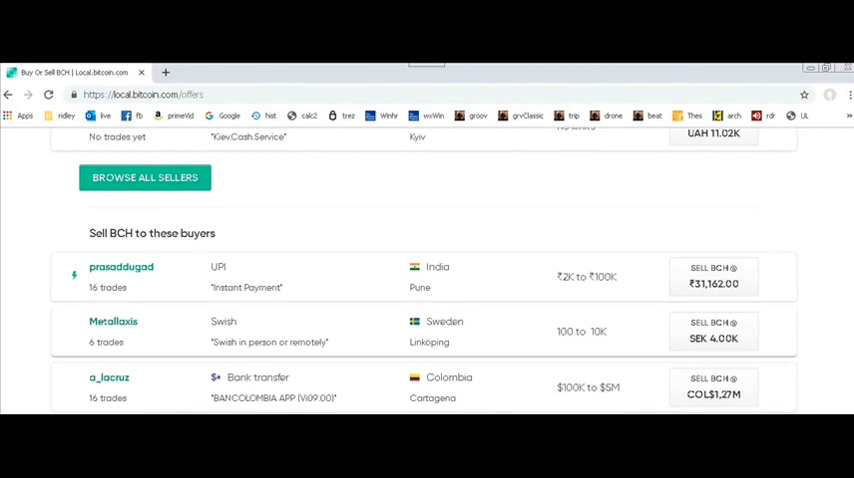 Buy Or Sell BCH | Local.bitcoin.com
https://local.bitcoin.com/offers
Apps ridley live fb primeVid Google hist calc2 trez Winhr wxWin groov grvClassic trip drone beat Thes arch rdr UL »
No trades yet "Kiev.Cash.Service" Kyiv UAH 11.02K
BROWSE ALL SELLERS
Sell BCH to these buyers
prasaddugad UPI India ₹2K to ₹100K SELL BCH @
16 trades "Instant Payment" Pune ₹31,162.00
Metallaxis Swish Sweden 100 to 10K SELL BCH @
6 trades "Swish in person or remotely" Linköping SEK 4.00K
a_lacruz $+ Bank transfer Colombia $100K to $5M SELL BCH @
16 trades "BANCOLOMBIA APP (Vi09:00)" Cartagena COL$1,27M